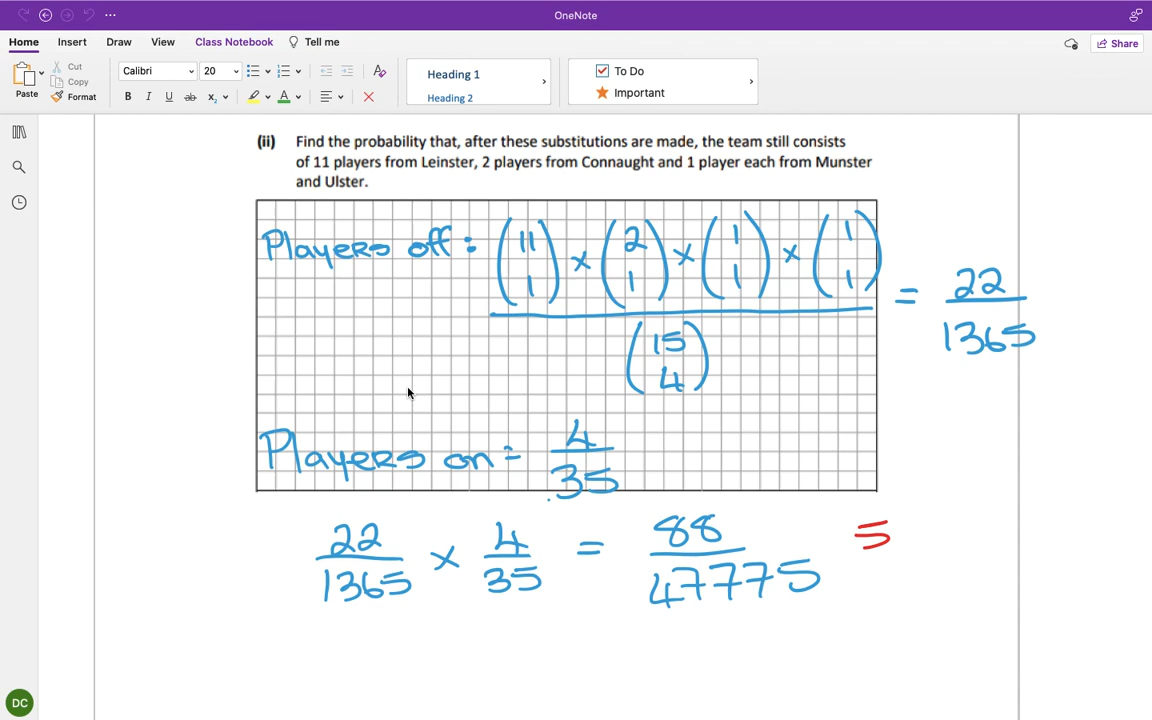 OneNote
Home Insert Draw View Class Notebook Tell me
Share
Paste
Cut
Copy
Format
Calibri 20
B I U ab x₂ A
Heading 1
Heading 2
To Do
Important
(ii) Find the probability that, after these substitutions are made, the team still consists
of 11 players from Leinster, 2 players from Connaught and 1 player each from Munster
and Ulster.
Players off: (11 1) × (2 1) × (1 1) × (1 1)
(15 4)
= 22/1365
Players on = 4/35
22/1365 × 4/35 = 88/47775
5
DC